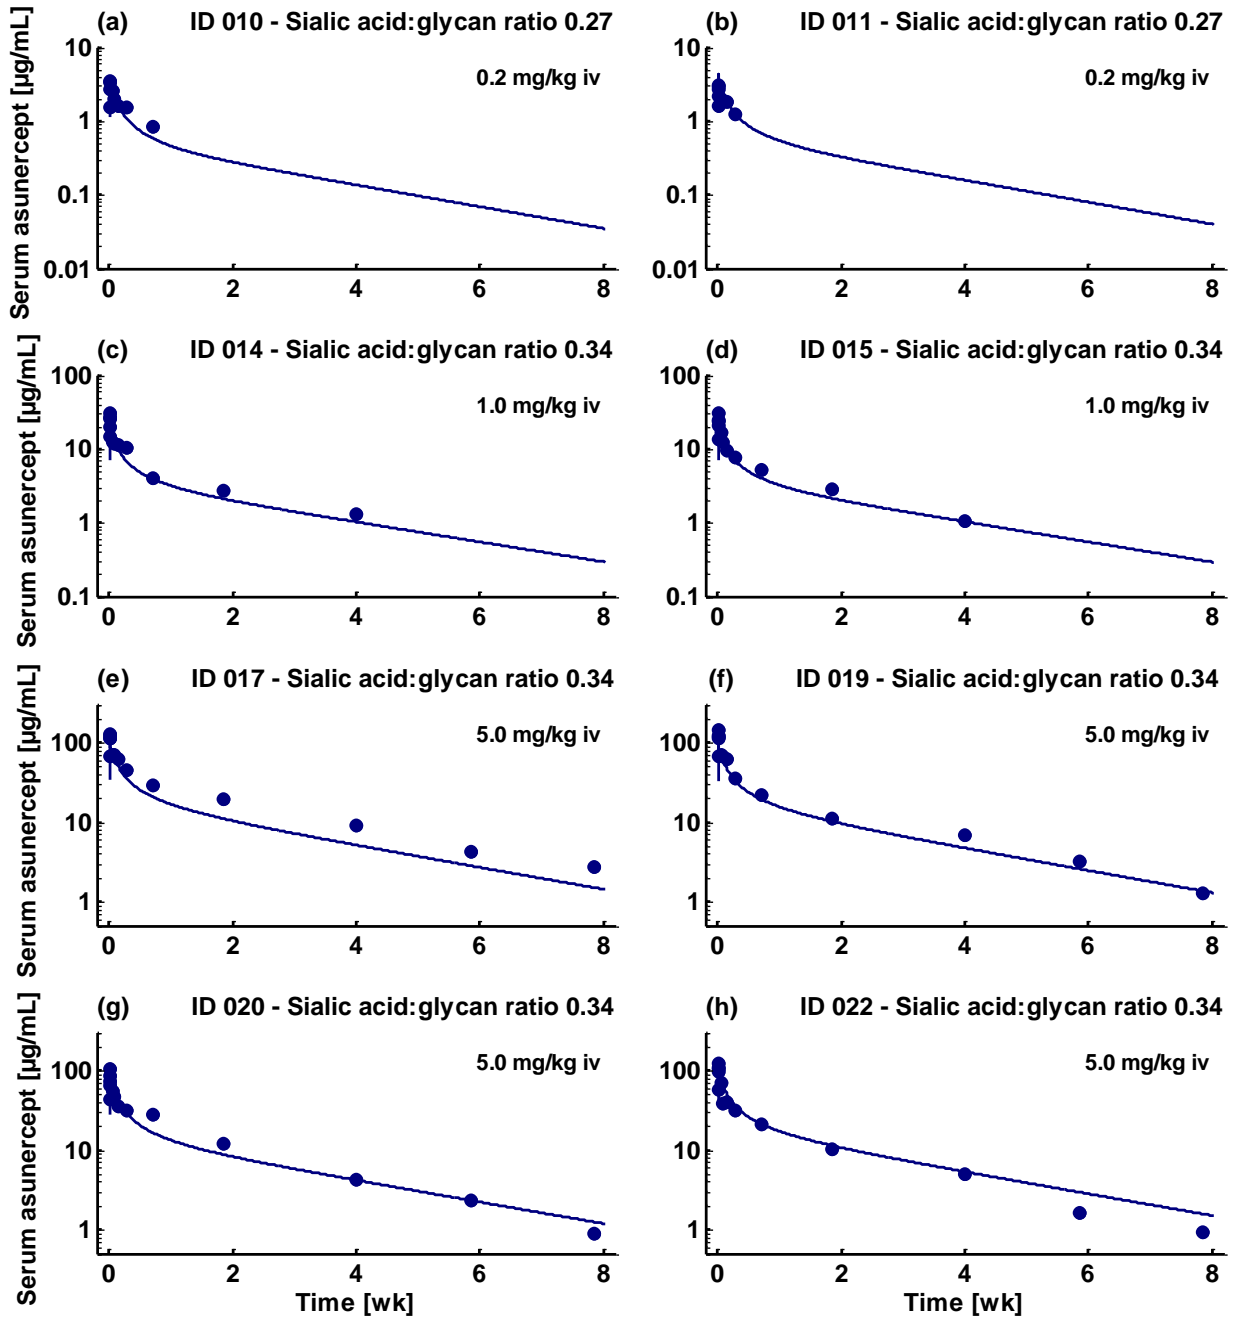 (a) ID 010 - Sialic acid:glycan ratio 0.27
0.2 mg/kg iv
Serum asunercept [µg/mL]
10
1
0.1
0.01
0 2 4 6 8
(b) ID 011 - Sialic acid:glycan ratio 0.27
0.2 mg/kg iv
10
1
0.1
0.01
0 2 4 6 8
(c) ID 014 - Sialic acid:glycan ratio 0.34
1.0 mg/kg iv
Serum asunercept [µg/mL]
100
10
1
0.1
0 2 4 6 8
(d) ID 015 - Sialic acid:glycan ratio 0.34
1.0 mg/kg iv
100
10
1
0.1
0 2 4 6 8
(e) ID 017 - Sialic acid:glycan ratio 0.34
5.0 mg/kg iv
Serum asunercept [µg/mL]
100
10
1
0 2 4 6 8
(f) ID 019 - Sialic acid:glycan ratio 0.34
5.0 mg/kg iv
100
10
1
0 2 4 6 8
(g) ID 020 - Sialic acid:glycan ratio 0.34
5.0 mg/kg iv
Serum asunercept [µg/mL]
100
10
1
0 2 4 6 8
Time [wk]
(h) ID 022 - Sialic acid:glycan ratio 0.34
5.0 mg/kg iv
100
10
1
0 2 4 6 8
Time [wk]